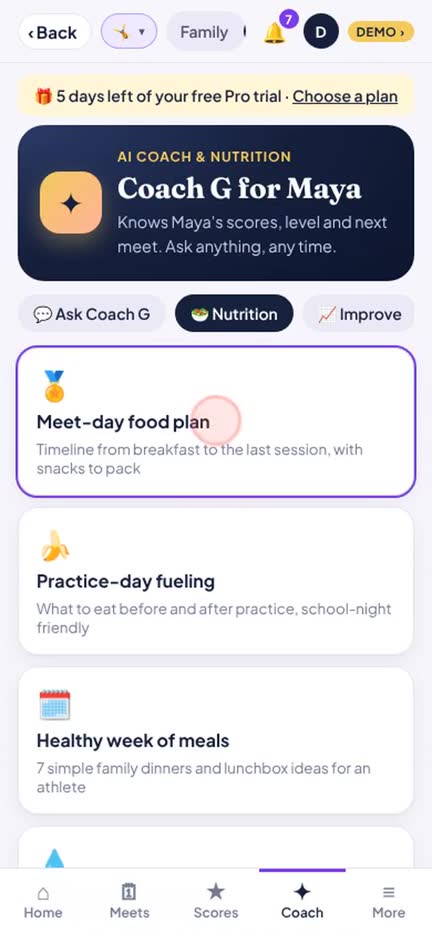 ‹ Back
Family
7
D
DEMO ›
5 days left of your free Pro trial · Choose a plan
AI COACH & NUTRITION
Coach G for Maya
Knows Maya's scores, level and next
meet. Ask anything, any time.
Ask Coach G
Nutrition
Improve
Meet-day food plan
Timeline from breakfast to the last session, with
snacks to pack
Practice-day fueling
What to eat before and after practice, school-night
friendly
Healthy week of meals
7 simple family dinners and lunchbox ideas for an
athlete
Home
Meets
Scores
Coach
More